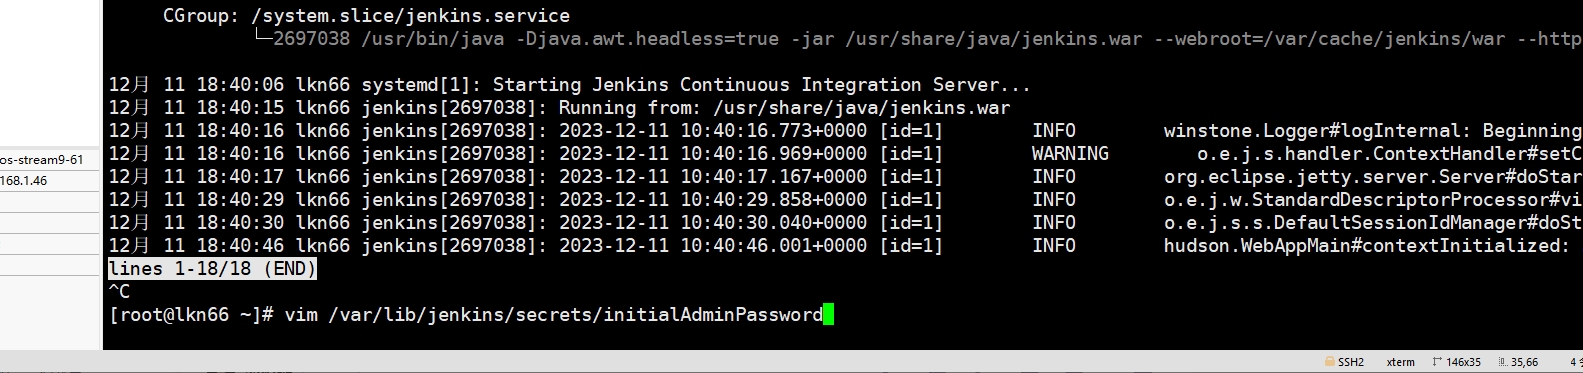 CGroup: /system.slice/jenkins.service
└─2697038 /usr/bin/java -Djava.awt.headless=true -jar /usr/share/java/jenkins.war --webroot=/var/cache/jenkins/war --http
12月 11 18:40:06 lkn66 systemd[1]: Starting Jenkins Continuous Integration Server...
12月 11 18:40:15 lkn66 jenkins[2697038]: Running from: /usr/share/java/jenkins.war
12月 11 18:40:16 lkn66 jenkins[2697038]: 2023-12-11 10:40:16.773+0000 [id=1] INFO winstone.Logger#logInternal: Beginning
12月 11 18:40:16 lkn66 jenkins[2697038]: 2023-12-11 10:40:16.969+0000 [id=1] WARNING o.e.j.s.handler.ContextHandler#setC
12月 11 18:40:17 lkn66 jenkins[2697038]: 2023-12-11 10:40:17.167+0000 [id=1] INFO org.eclipse.jetty.server.Server#doStar
12月 11 18:40:29 lkn66 jenkins[2697038]: 2023-12-11 10:40:29.858+0000 [id=1] INFO o.e.j.w.StandardDescriptorProcessor#vi
12月 11 18:40:30 lkn66 jenkins[2697038]: 2023-12-11 10:40:30.040+0000 [id=1] INFO o.e.j.s.s.DefaultSessionIdManager#doSt
12月 11 18:40:46 lkn66 jenkins[2697038]: 2023-12-11 10:40:46.001+0000 [id=1] INFO hudson.WebAppMain#contextInitialized:
lines 1-18/18 (END)
^C
[root@lkn66 ~]# vim /var/lib/jenkins/secrets/initialAdminPassword
os-stream9-61
168.1.46
SSH2 xterm 146x35 35,66 4